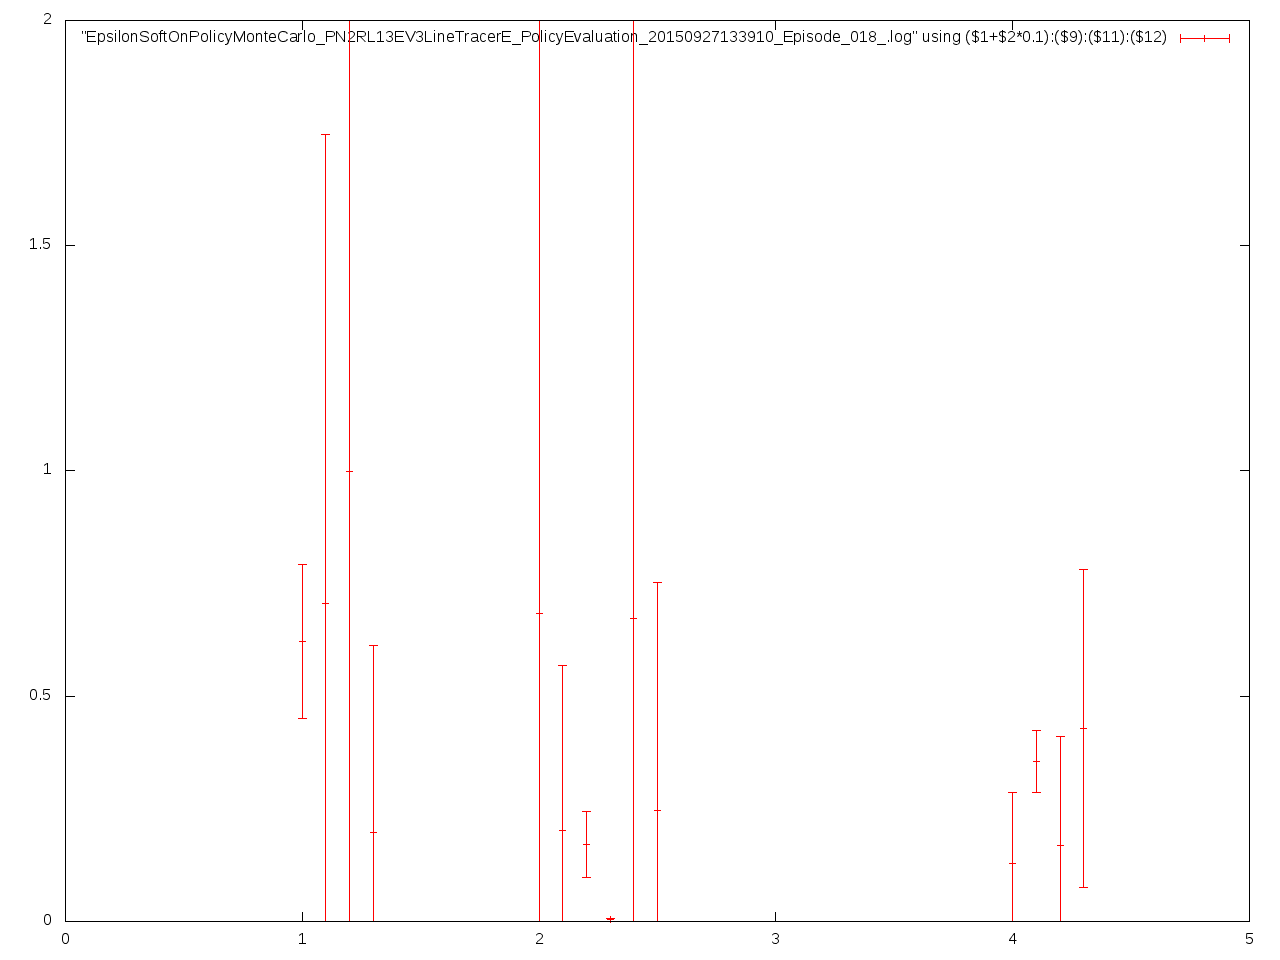 2
"EpsilonSoftOnPolicyMonteCarlo_PN2RL13EV3LineTracerE_PolicyEvaluation_20150927133910_Episode_018_.log" using ($1+$2*0.1):($9):($11):($12)
1.5
1
0.5
0
0 1 2 3 4 5